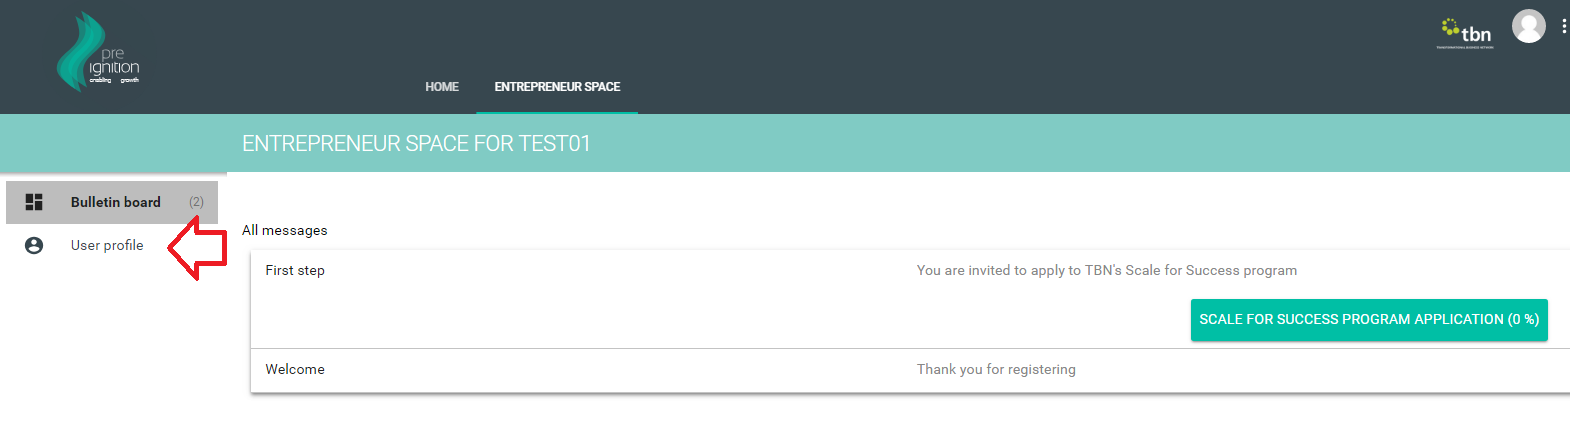 pre
ignition
enabling growth
tbn
TRANSFORMATIONAL BUSINESS NETWORK
HOME
ENTREPRENEUR SPACE
ENTREPRENEUR SPACE FOR TEST01
Bulletin board (2)
User profile
All messages
First step
You are invited to apply to TBN's Scale for Success program
SCALE FOR SUCCESS PROGRAM APPLICATION (0 %)
Welcome
Thank you for registering